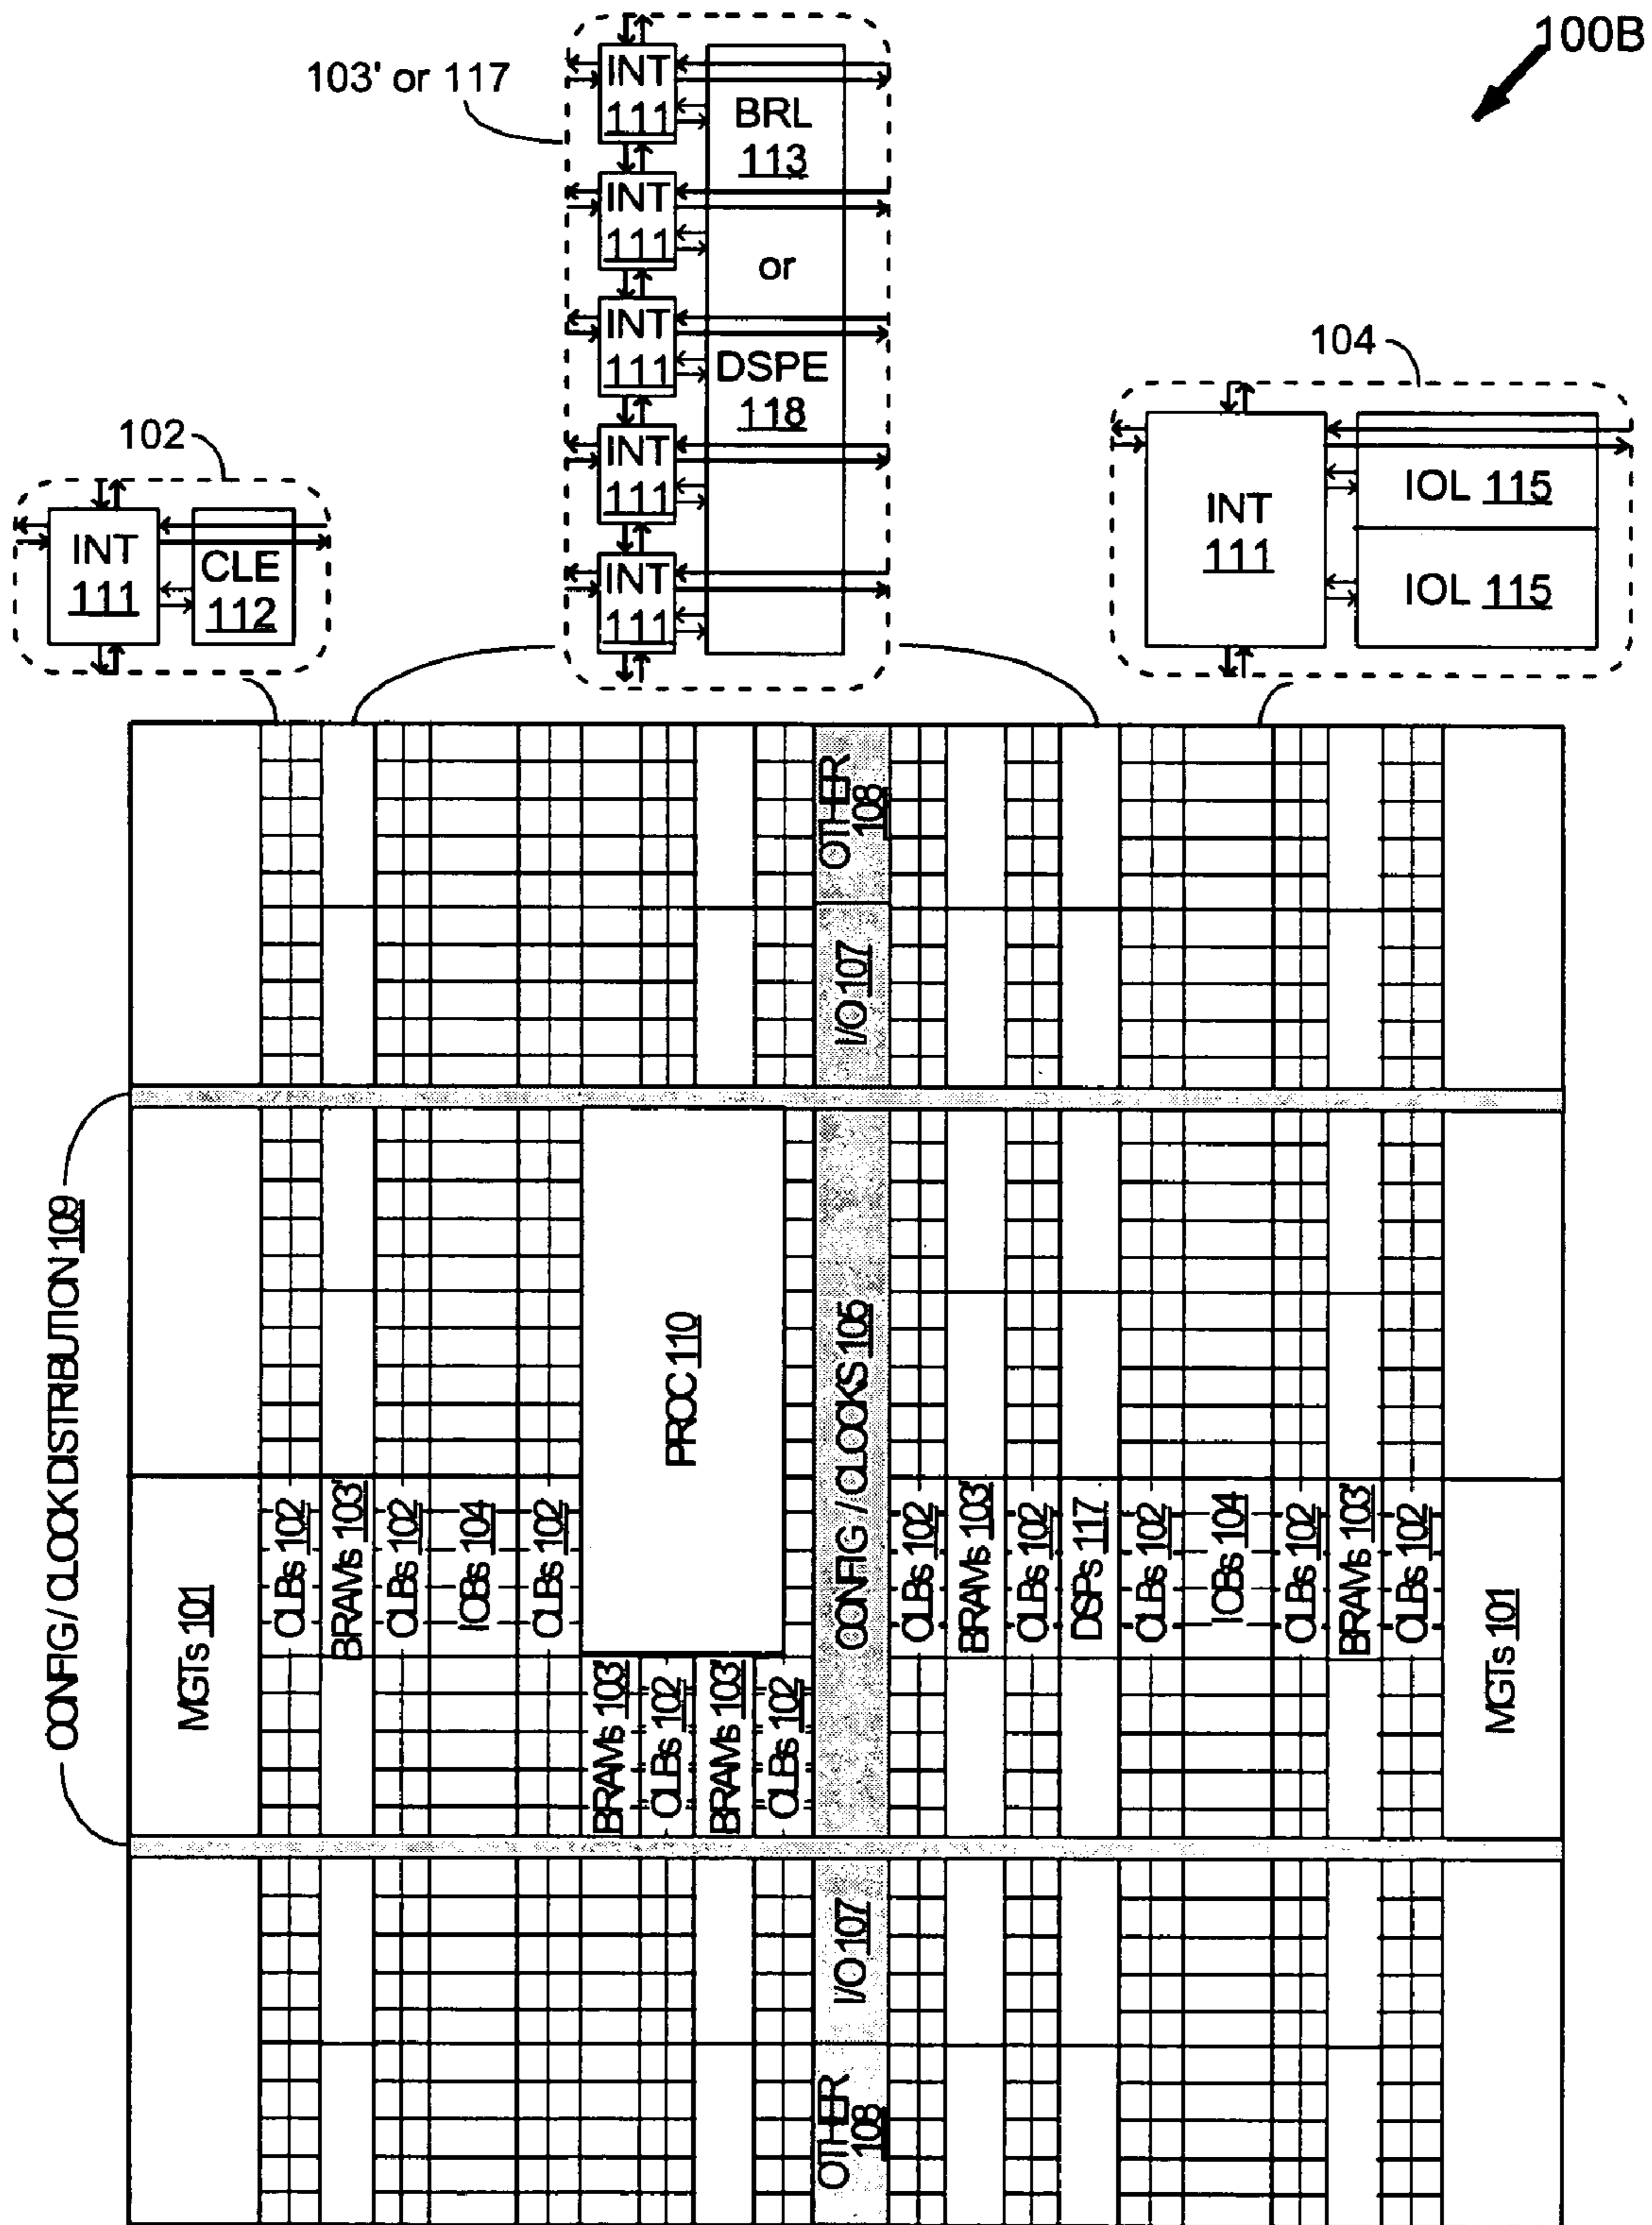 100B
103' or 117
INT
111
INT
111
INT
111
INT
111
INT
111
BRL
113
or
DSPE
118
104
INT
111
IOL 115
IOL 115
102
INT
111
CLE
112
OTHER
108
I/O 107
CONFIG / CLOCK DISTRIBUTION 109
PROC 110
CONFIG / CLOCKS 105
MGTs 101
CLBs 102
BRAMs 103'
CLBs 102
IOBs 104
CLBs 102
BRAMs 103'
CLBs 102
BRAMs 103'
CLBs 102
CLBs 102
BRAMs 103'
CLBs 102
DSPs 117
CLBs 102
IOBs 104
CLBs 102
BRAMs 103'
CLBs 102
MGTs 101
I/O 107
OTHER
108